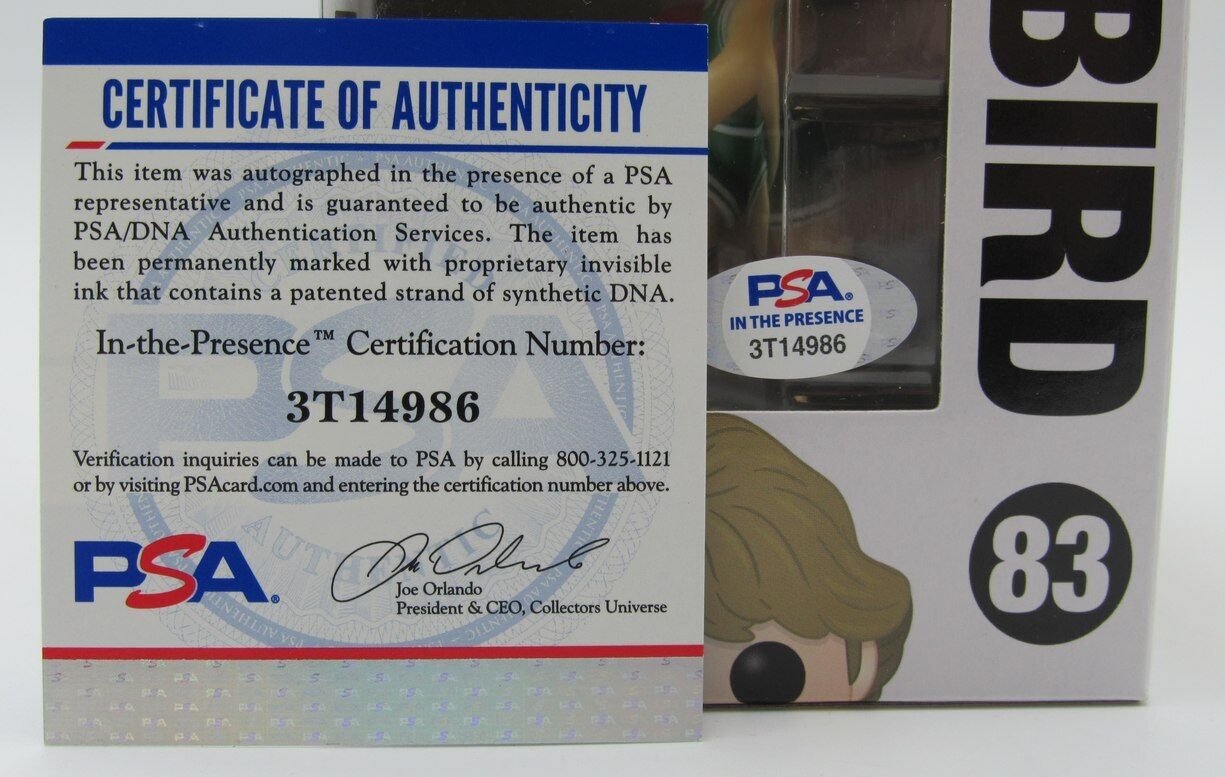 CERTIFICATE OF AUTHENTICITY
This item was autographed in the presence of a PSA
representative and is guaranteed to be authentic by
PSA/DNA Authentication Services. The item has
been permanently marked with proprietary invisible
ink that contains a patented strand of synthetic DNA.
In-the-Presence™ Certification Number:
3T14986
Verification inquiries can be made to PSA by calling 800-325-1121
or by visiting PSAcard.com and entering the certification number above.
PSA®
Joe Orlando
President & CEO, Collectors Universe
PSA®
IN THE PRESENCE
3T14986
BIRD
83